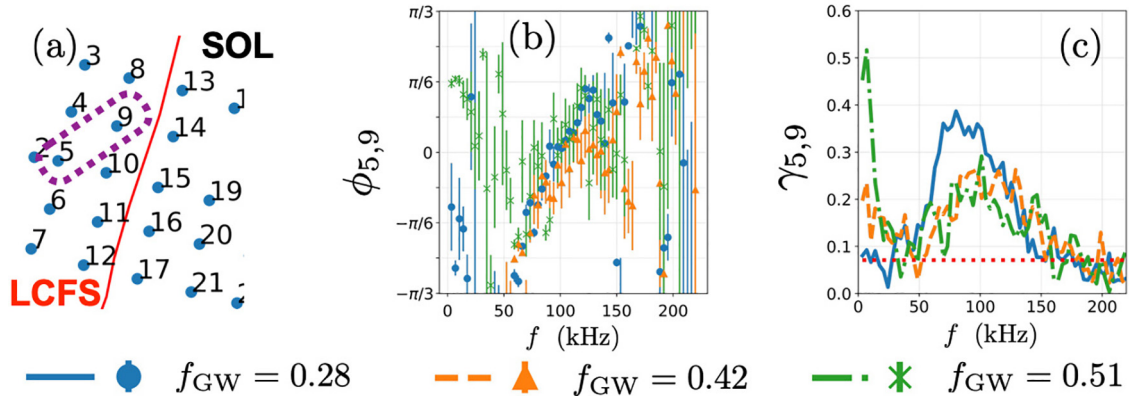 (a)
SOL
3
8
13
4
1
9
14
2
5
10
15
19
6
11
16
20
7
12
17
21
2
LCFS
(b)
π/3
π/6
0
−π/6
−π/3
ϕ5,9
0 50 100 150 200
f (kHz)
(c)
0.6
0.5
0.4
0.3
0.2
0.1
0.0
γ5,9
0 50 100 150 200
f (kHz)
fGW = 0.28
fGW = 0.42
fGW = 0.51